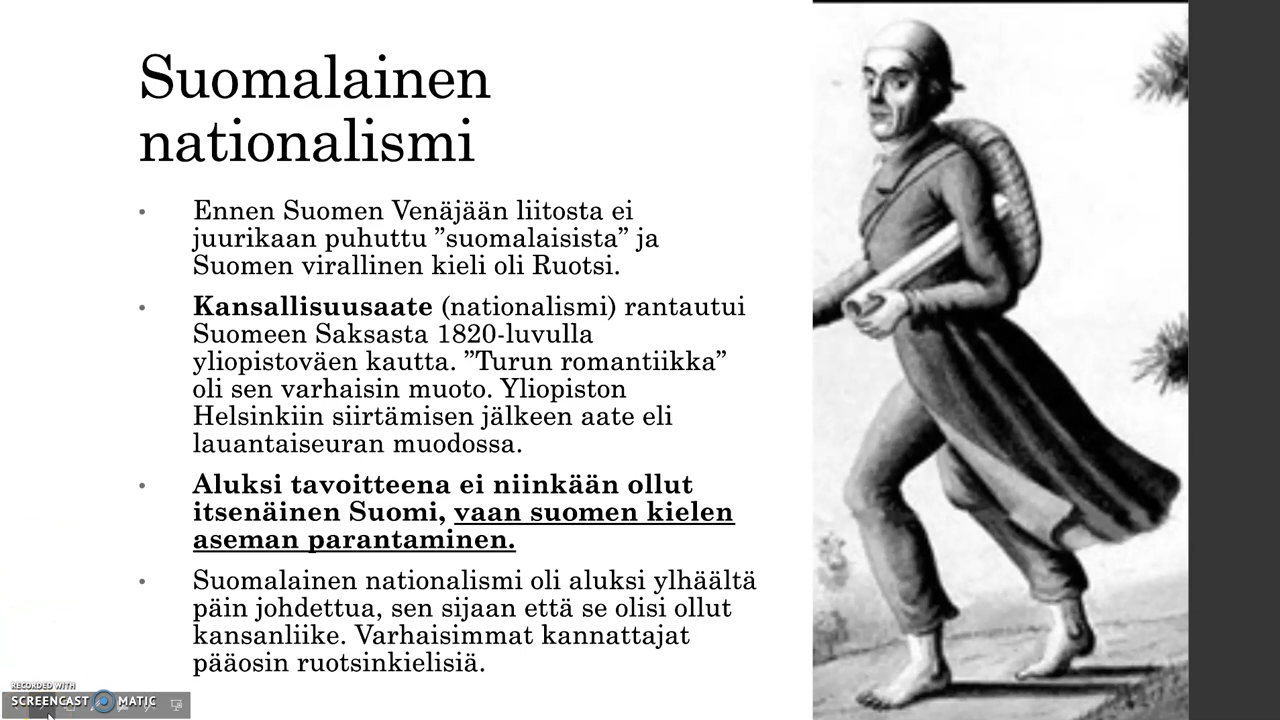 Suomalainen
nationalismi
• Ennen Suomen Venäjään liitosta ei
juurikaan puhuttu ”suomalaisista” ja
Suomen virallinen kieli oli Ruotsi.
• Kansallisuusaate (nationalismi) rantautui
Suomeen Saksasta 1820-luvulla
yliopistoväen kautta. ”Turun romantiikka”
oli sen varhaisin muoto. Yliopiston
Helsinkiin siirtämisen jälkeen aate eli
lauantaiseuran muodossa.
• Aluksi tavoitteena ei niinkään ollut
itsenäinen Suomi, vaan suomen kielen
aseman parantaminen.
• Suomalainen nationalismi oli aluksi ylhäältä
päin johdettua, sen sijaan että se olisi ollut
kansanliike. Varhaisimmat kannattajat
pääosin ruotsinkielisiä.
RECORDED WITH
SCREENCAST MATIC